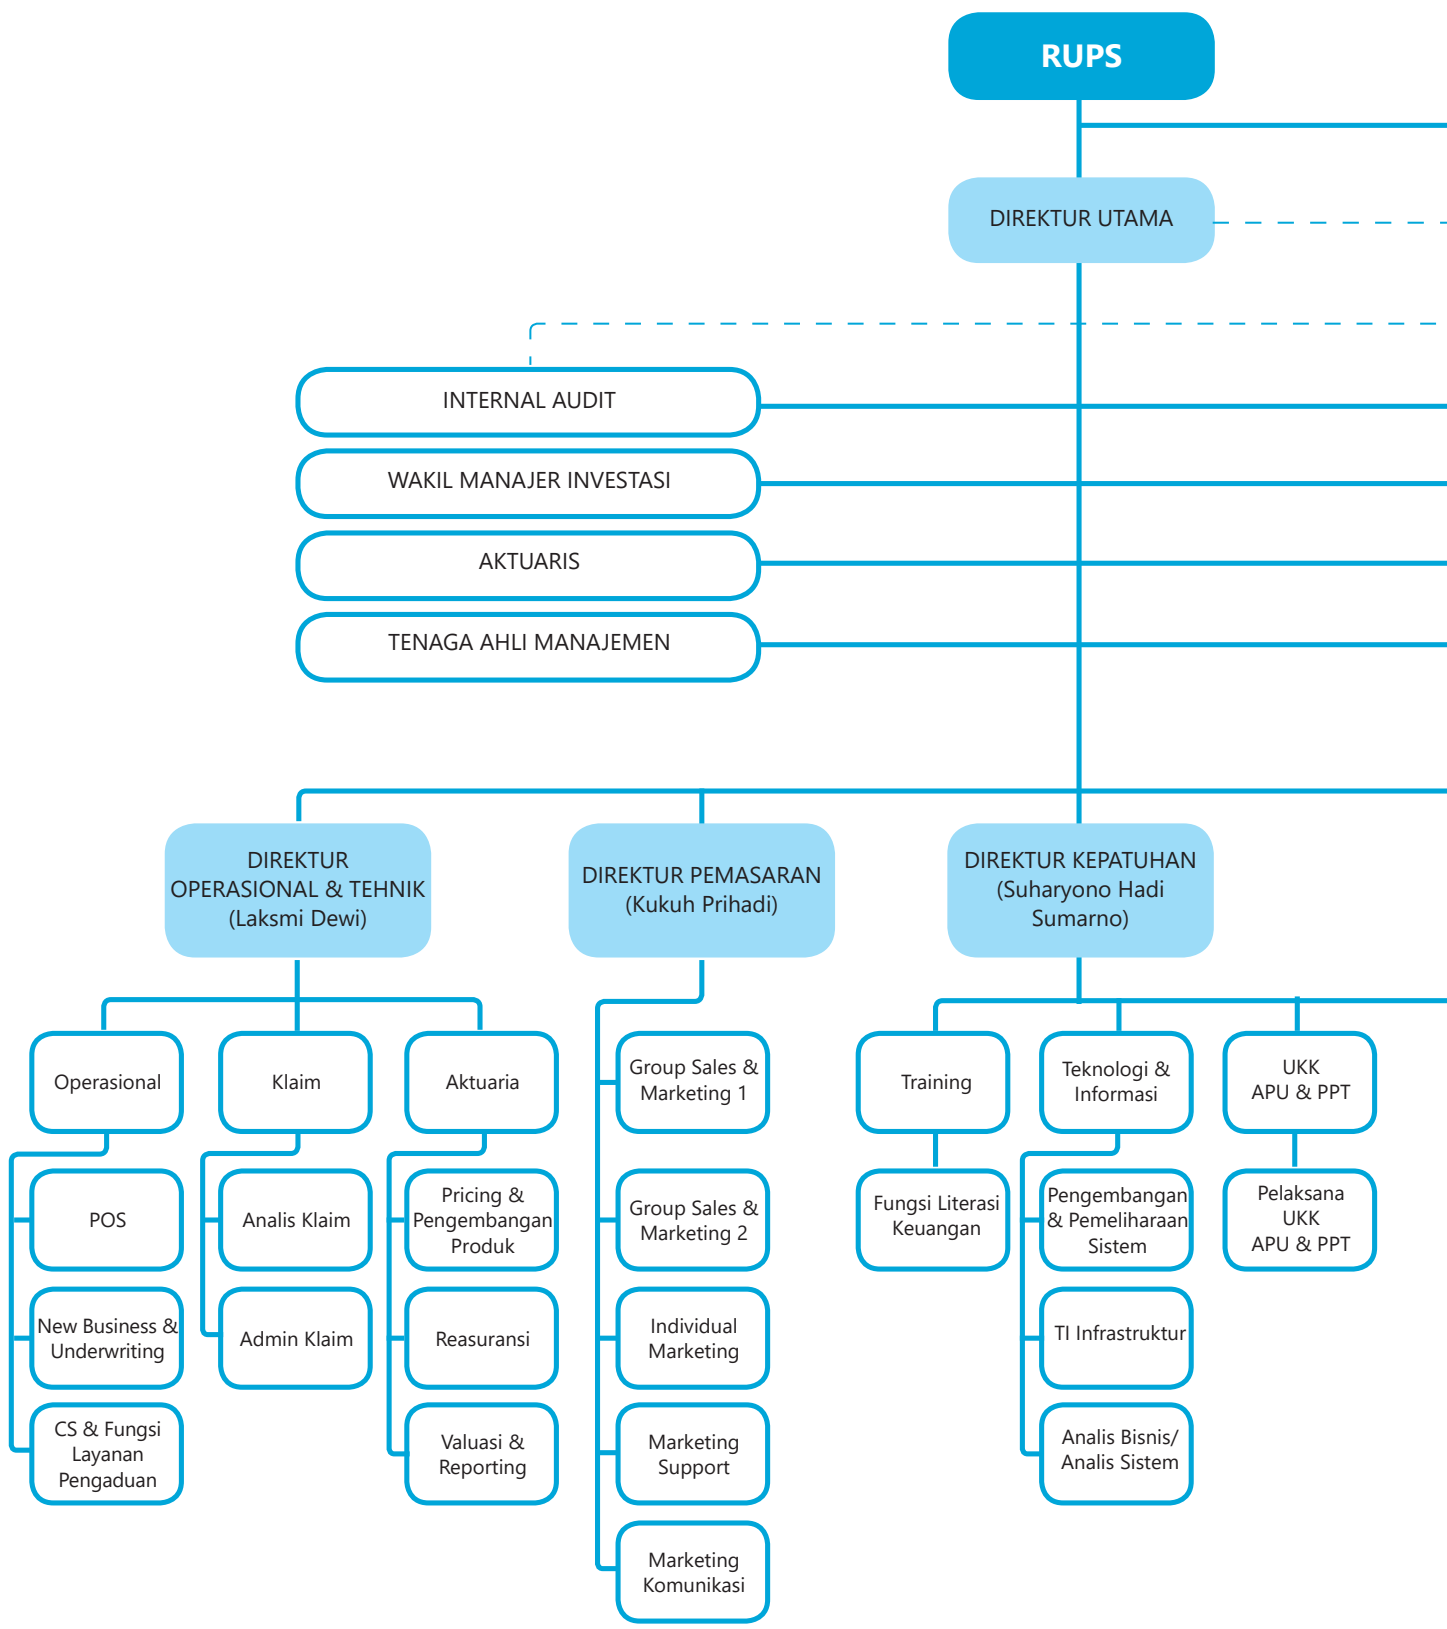 RUPS
DIREKTUR UTAMA
INTERNAL AUDIT
WAKIL MANAJER INVESTASI
AKTUARIS
TENAGA AHLI MANAJEMEN
DIREKTUR
OPERASIONAL & TEHNIK
(Laksmi Dewi)
DIREKTUR PEMASARAN
(Kukuh Prihadi)
DIREKTUR KEPATUHAN
(Suharyono Hadi
Sumarno)
Operasional
Klaim
Aktuaria
Group Sales &
Marketing 1
Training
Teknologi &
Informasi
UKK
APU & PPT
POS
Analis Klaim
Pricing &
Pengembangan
Produk
Group Sales &
Marketing 2
Fungsi Literasi
Keuangan
Pengembangan
& Pemeliharaan
Sistem
Pelaksana
UKK
APU & PPT
New Business &
Underwriting
Admin Klaim
Reasuransi
Individual
Marketing
TI Infrastruktur
CS & Fungsi
Layanan
Pengaduan
Valuasi &
Reporting
Marketing
Support
Analis Bisnis/
Analis Sistem
Marketing
Komunikasi